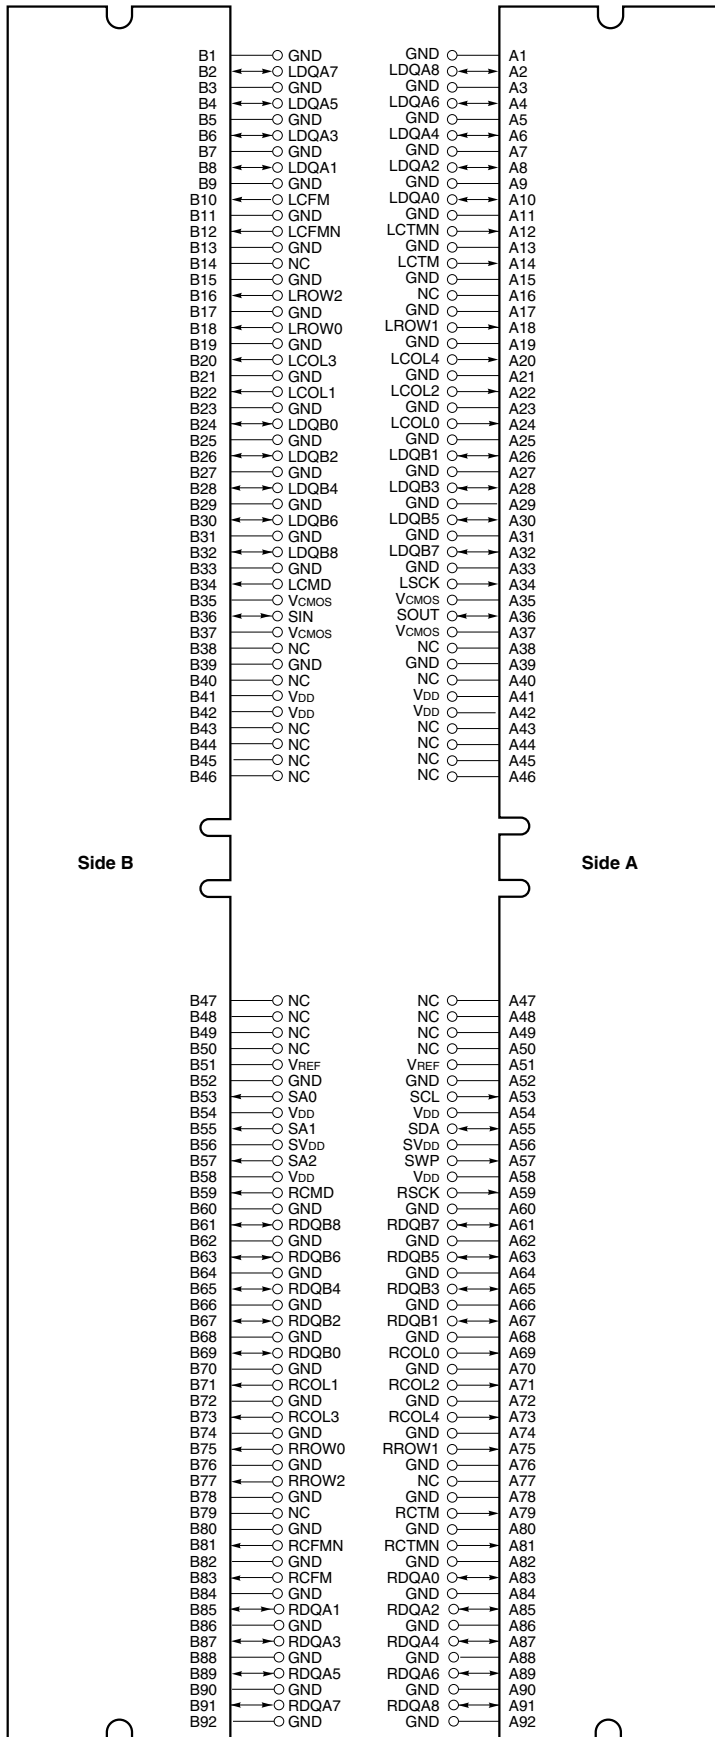 B1 GND GND A1
B2 LDQA7 LDQA8 A2
B3 GND GND A3
B4 LDQA5 LDQA6 A4
B5 GND GND A5
B6 LDQA3 LDQA4 A6
B7 GND GND A7
B8 LDQA1 LDQA2 A8
B9 GND GND A9
B10 LCFM LDQA0 A10
B11 GND GND A11
B12 LCFMN LCTMN A12
B13 GND GND A13
B14 NC LCTM A14
B15 GND GND A15
B16 LROW2 NC A16
B17 GND GND A17
B18 LROW0 LROW1 A18
B19 GND GND A19
B20 LCOL3 LCOL4 A20
B21 GND GND A21
B22 LCOL1 LCOL2 A22
B23 GND GND A23
B24 LDQB0 LCOL0 A24
B25 GND GND A25
B26 LDQB2 LDQB1 A26
B27 GND GND A27
B28 LDQB4 LDQB3 A28
B29 GND GND A29
B30 LDQB6 LDQB5 A30
B31 GND GND A31
B32 LDQB8 LDQB7 A32
B33 GND GND A33
B34 LCMD LSCK A34
B35 VCMOS VCMOS A35
B36 SIN SOUT A36
B37 VCMOS VCMOS A37
B38 NC NC A38
B39 GND GND A39
B40 NC NC A40
B41 VDD VDD A41
B42 VDD VDD A42
B43 NC NC A43
B44 NC NC A44
B45 NC NC A45
B46 NC NC A46
Side B Side A
B47 NC NC A47
B48 NC NC A48
B49 NC NC A49
B50 NC NC A50
B51 VREF VREF A51
B52 GND GND A52
B53 SA0 SCL A53
B54 VDD VDD A54
B55 SA1 SDA A55
B56 SVDD SVDD A56
B57 SA2 SWP A57
B58 VDD VDD A58
B59 RCMD RSCK A59
B60 GND GND A60
B61 RDQB8 RDQB7 A61
B62 GND GND A62
B63 RDQB6 RDQB5 A63
B64 GND GND A64
B65 RDQB4 RDQB3 A65
B66 GND GND A66
B67 RDQB2 RDQB1 A67
B68 GND GND A68
B69 RDQB0 RCOL0 A69
B70 GND GND A70
B71 RCOL1 RCOL2 A71
B72 GND GND A72
B73 RCOL3 RCOL4 A73
B74 GND GND A74
B75 RROW0 RROW1 A75
B76 GND GND A76
B77 RROW2 NC A77
B78 GND GND A78
B79 NC RCTM A79
B80 GND GND A80
B81 RCFMN RCTMN A81
B82 GND GND A82
B83 RCFM RDQA0 A83
B84 GND GND A84
B85 RDQA1 RDQA2 A85
B86 GND GND A86
B87 RDQA3 RDQA4 A87
B88 GND GND A88
B89 RDQA5 RDQA6 A89
B90 GND GND A90
B91 RDQA7 RDQA8 A91
B92 GND GND A92